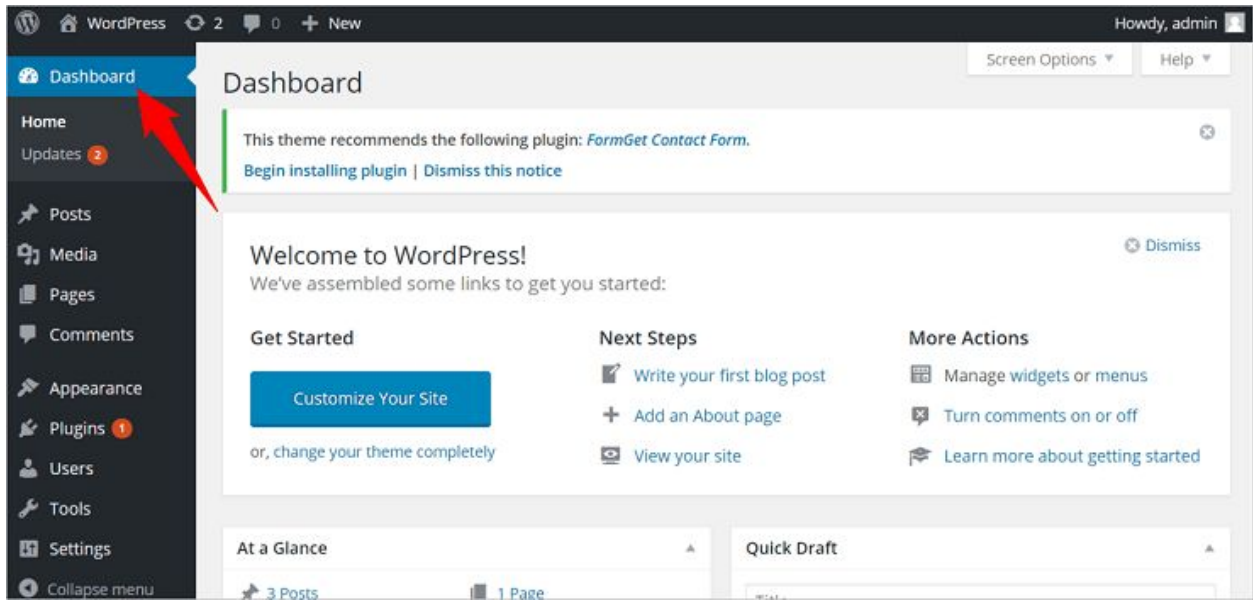 WordPress 2 0 New Howdy, admin
Dashboard
Home
Updates 2
Posts
Media
Pages
Comments
Appearance
Plugins 1
Users
Tools
Settings
Collapse menu
Screen Options Help
Dashboard
This theme recommends the following plugin: FormGet Contact Form.
Begin installing plugin | Dismiss this notice
Welcome to WordPress!
Dismiss
We've assembled some links to get you started:
Get Started
Customize Your Site
or, change your theme completely
Next Steps
Write your first blog post
Add an About page
View your site
More Actions
Manage widgets or menus
Turn comments on or off
Learn more about getting started
At a Glance
3 Posts 1 Page
Quick Draft